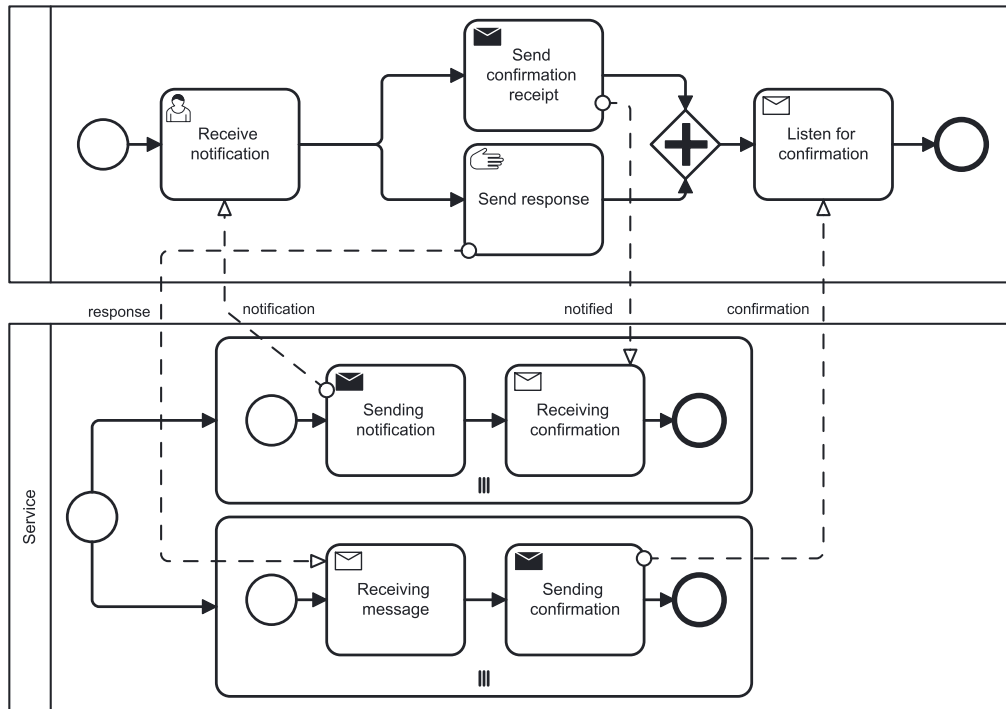 Send
confirmation
receipt
Receive
notification
Listen for
confirmation
Send response
response
notification
notified
confirmation
Service
Sending
notification
Receiving
confirmation
Receiving
message
Sending
confirmation